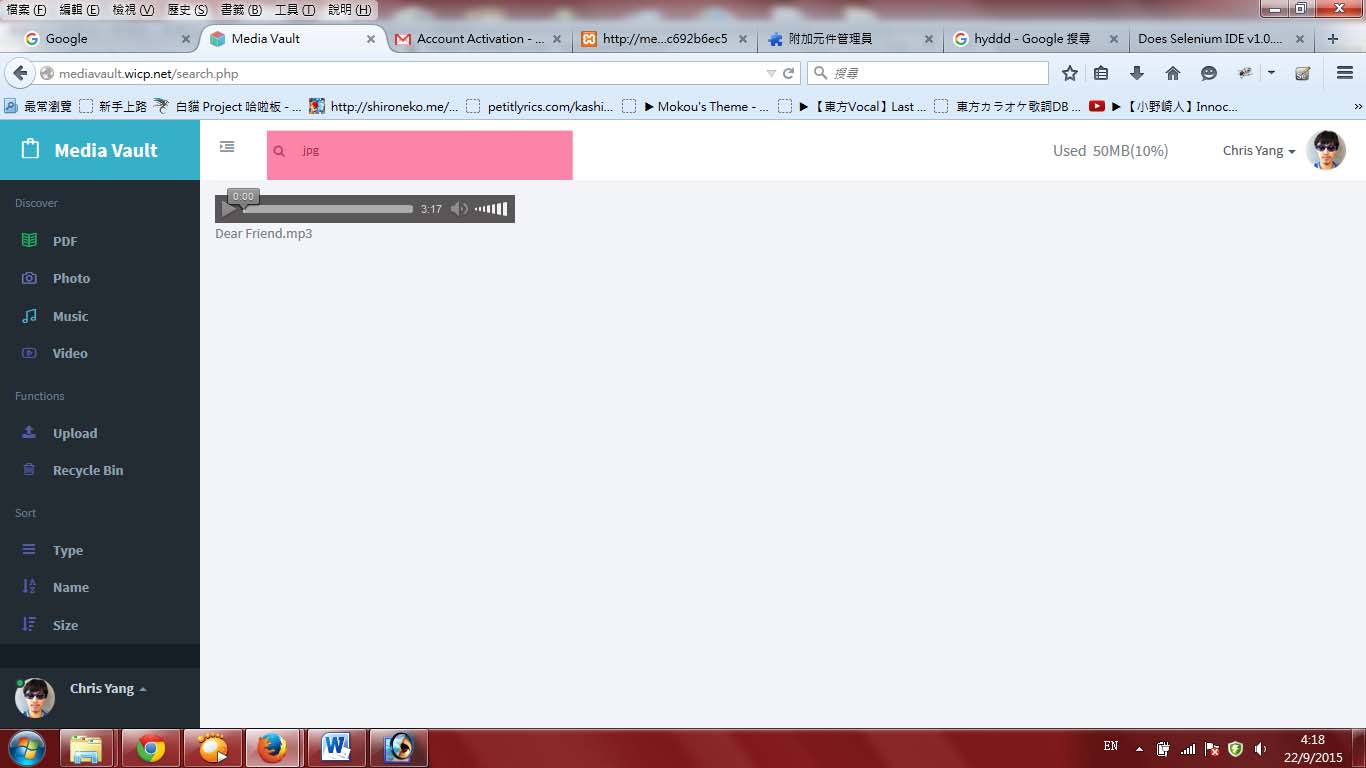 檔案 (F) 編輯 (E) 檢視 (V) 歷史 (S) 書籤 (B) 工具 (T) 說明 (H)
Google Media Vault Account Activation - ... http://me...c692b6ec5 附加元件管理員 hyddd - Google 搜尋 Does Selenium IDE v1.0....
mediavault.wicp.net/search.php 搜尋
最常瀏覽 新手上路 白貓 Project 哈啦板 - ... http://shironeko.me/... petitlyrics.com/kashi... ▶ Mokou's Theme - ... ▶ 【東方Vocal】Last ... 東方カラオケ歌詞DB ... ▶ 【小野崎人】Innoc... »
Media Vault
.jpg
Used 50MB(10%)
Chris Yang
Discover
PDF
Photo
Music
Video
Functions
Upload
Recycle Bin
Sort
Type
Name
Size
Chris Yang
0:00
3:17
Dear Friend.mp3
EN
4:18
22/9/2015